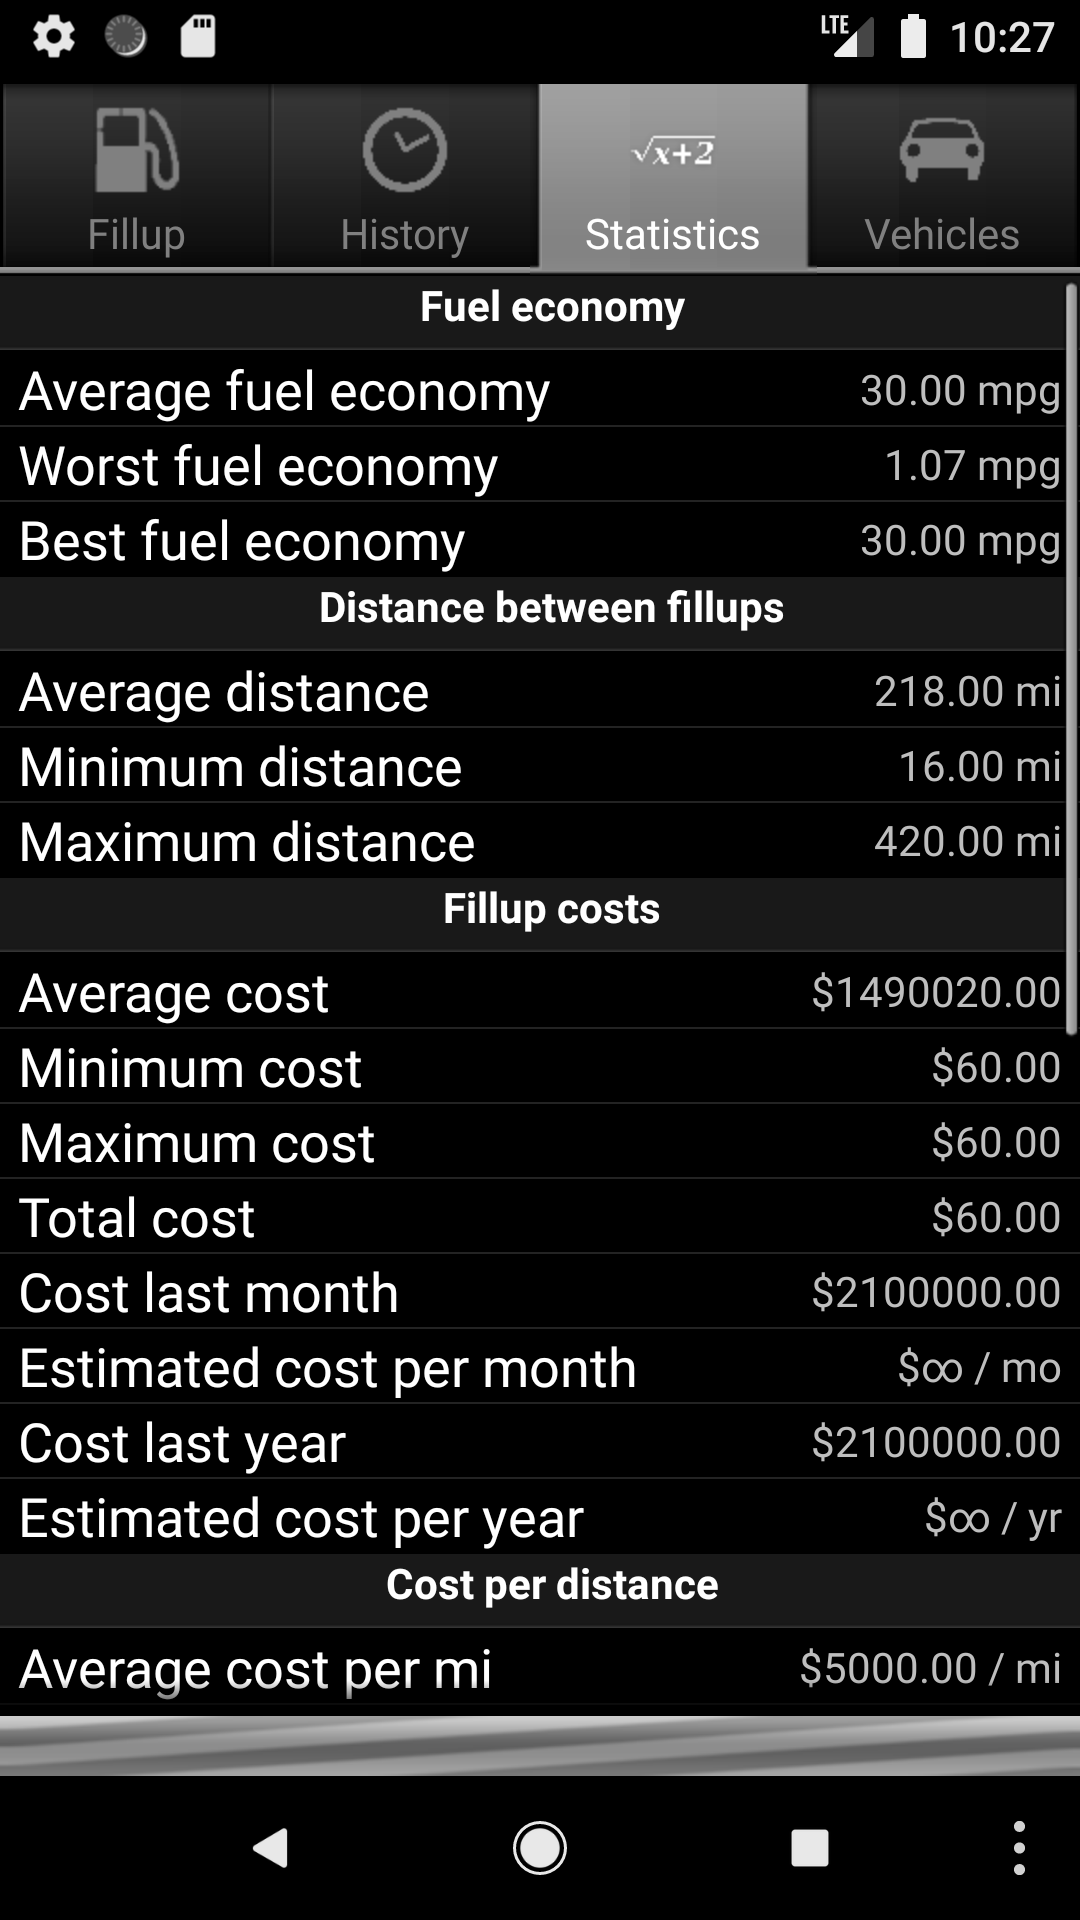 LTE 10:27
√x+2
Fillup History Statistics Vehicles
Fuel economy
Average fuel economy 30.00 mpg
Worst fuel economy 1.07 mpg
Best fuel economy 30.00 mpg
Distance between fillups
Average distance 218.00 mi
Minimum distance 16.00 mi
Maximum distance 420.00 mi
Fillup costs
Average cost $1490020.00
Minimum cost $60.00
Maximum cost $60.00
Total cost $60.00
Cost last month $2100000.00
Estimated cost per month $∞ / mo
Cost last year $2100000.00
Estimated cost per year $∞ / yr
Cost per distance
Average cost per mi $5000.00 / mi